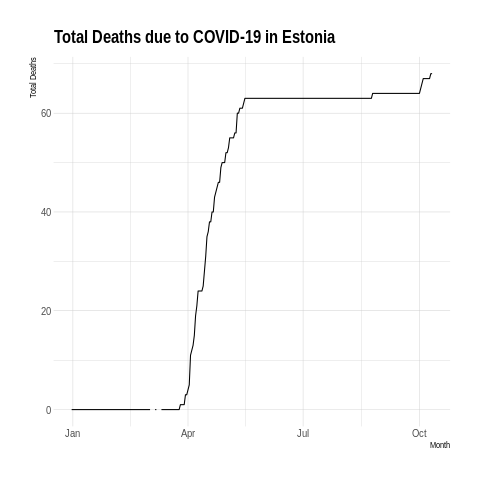 Total Deaths due to COVID-19 in Estonia
Total Deaths
60
40
20
0
Jan Apr Jul Oct
Month